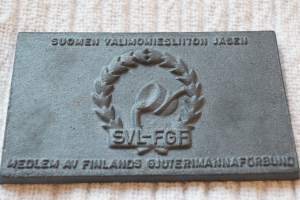 SUOMEN VALIMOMIESLIITON JÄSEN
SVL-FGF
MEDLEM AV FINLANDS GJUTERIMANNAFÖRBUND